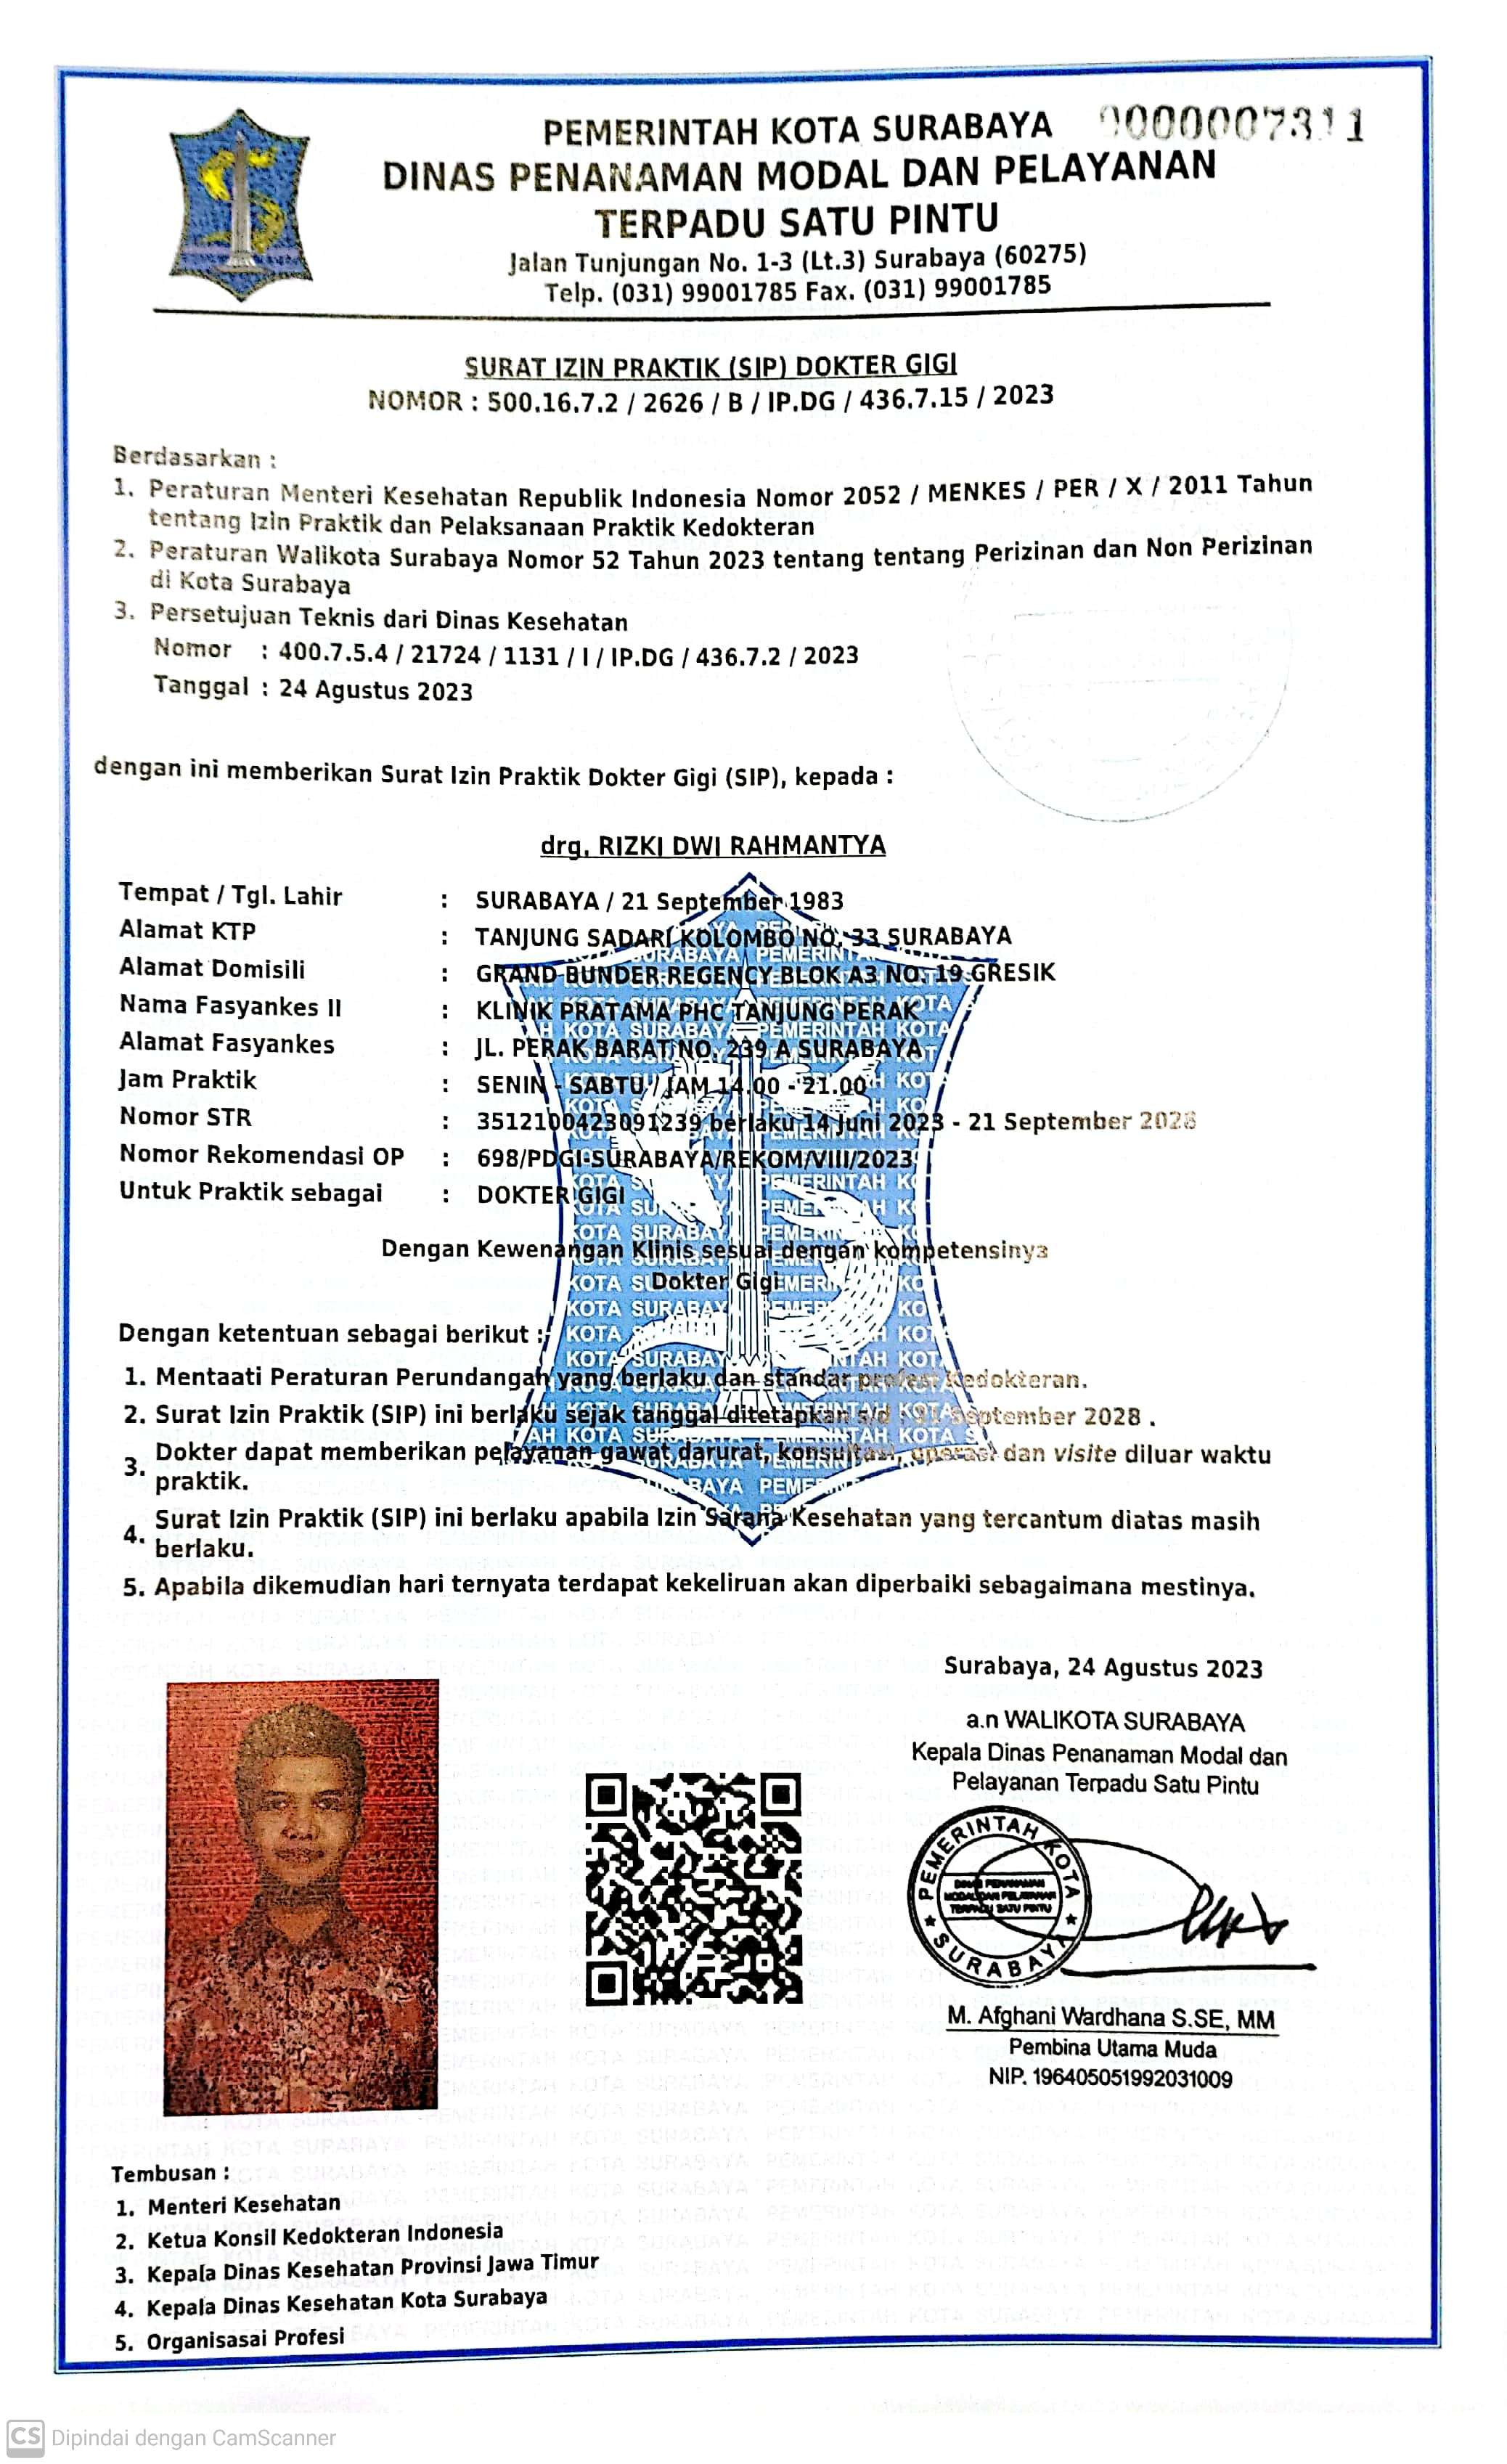 PEMERINTAH KOTA SURABAYA
DINAS PENANAMAN MODAL DAN PELAYANAN
TERPADU SATU PINTU
Jalan Tunjungan No. 1-3 (Lt.3) Surabaya (60275)
Telp. (031) 99001785 Fax. (031) 99001785
SURAT IZIN PRAKTIK (SIP) DOKTER GIGI
NOMOR : 500.16.7.2 / 2626 / B / IP.DG / 436.7.15 / 2023
Berdasarkan :
1. Peraturan Menteri Kesehatan Republik Indonesia Nomor 2052 / MENKES / PER / X / 2011 Tahun
tentang Izin Praktik dan Pelaksanaan Praktik Kedokteran
2. Peraturan Walikota Surabaya Nomor 52 Tahun 2023 tentang tentang Perizinan dan Non Perizinan
di Kota Surabaya
3. Persetujuan Teknis dari Dinas Kesehatan
Nomor : 400.7.5.4 / 21724 / 1131 / I / IP.DG / 436.7.2 / 2023
Tanggal : 24 Agustus 2023
dengan ini memberikan Surat Izin Praktik Dokter Gigi (SIP), kepada :
drg. RIZKI DWI RAHMANTYA
Tempat / Tgl. Lahir : SURABAYA / 21 September 1983
Alamat KTP : TANJUNG SADARI KOLOMBO NO. 33 SURABAYA
Alamat Domisili : GRAND BUNDER REGENCY BLOK A3 NO. 19 GRESIK
Nama Fasyankes II : KLINIK PRATAMA PHC TANJUNG PERAK
Alamat Fasyankes : JL. PERAK BARAT NO. 239 A SURABAYA
Jam Praktik : SENIN - SABTU / JAM 14.00 - 21.00
Nomor STR : 3512100423091239 berlaku 14 Juni 2023 - 21 September 2028
Nomor Rekomendasi OP : 698/PDGI-SURABAYA/REKOM/VIII/2023
Untuk Praktik sebagai : DOKTER GIGI
Dengan Kewenangan Klinis sesuai dengan kompetensinya
Dokter Gigi
Dengan ketentuan sebagai berikut :
1. Mentaati Peraturan Perundangan yang berlaku dan standar profesi Kedokteran.
2. Surat Izin Praktik (SIP) ini berlaku sejak tanggal ditetapkan s/d : 21 September 2028 .
3. Dokter dapat memberikan pelayanan gawat darurat, konsultasi, operasi dan visite diluar waktu
praktik.
4. Surat Izin Praktik (SIP) ini berlaku apabila Izin Sarana Kesehatan yang tercantum diatas masih
berlaku.
5. Apabila dikemudian hari ternyata terdapat kekeliruan akan diperbaiki sebagaimana mestinya.
Surabaya, 24 Agustus 2023
a.n WALIKOTA SURABAYA
Kepala Dinas Penanaman Modal dan
Pelayanan Terpadu Satu Pintu
PEMERINTAH KOTA
DINAS PENANAMAN
MODAL DAN PELAYANAN
TERPADU SATU PINTU
SURABAYA
M. Afghani Wardhana S.SE, MM
Pembina Utama Muda
NIP. 196405051992031009
Tembusan :
1. Menteri Kesehatan
2. Ketua Konsil Kedokteran Indonesia
3. Kepala Dinas Kesehatan Provinsi Jawa Timur
4. Kepala Dinas Kesehatan Kota Surabaya
5. Organisasai Profesi
CS Dipindai dengan CamScanner